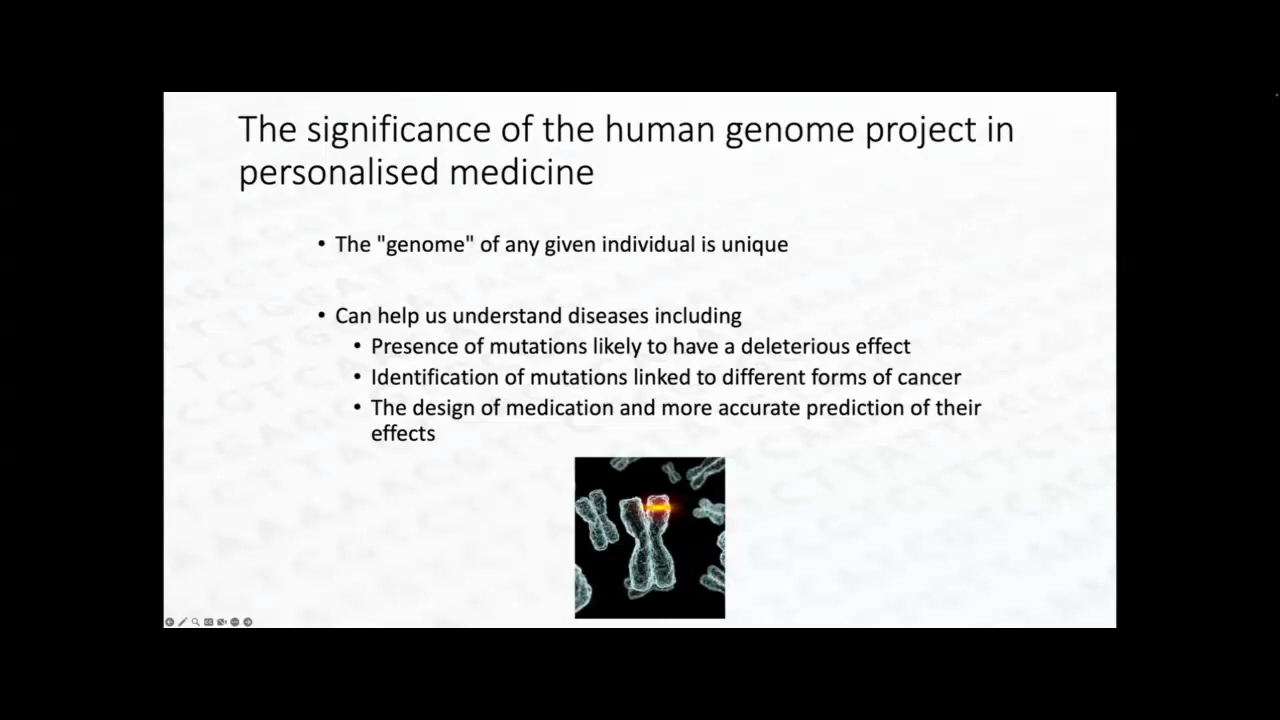 The significance of the human genome project in
personalised medicine
• The "genome" of any given individual is unique
• Can help us understand diseases including
• Presence of mutations likely to have a deleterious effect
• Identification of mutations linked to different forms of cancer
• The design of medication and more accurate prediction of their
effects